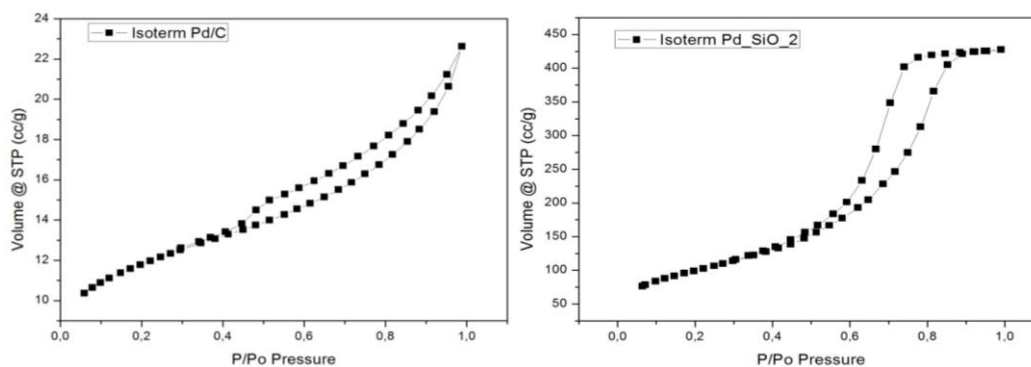 24
22
20
18
16
14
12
10
Volume @ STP (cc/g)
Isoterm Pd/C
0,0 0,2 0,4 0,6 0,8 1,0
P/Po Pressure
450
400
350
300
250
200
150
100
50
Volume @ STP (cc/g)
Isoterm Pd_SiO_2
0,0 0,2 0,4 0,6 0,8 1,0
P/Po Pressure